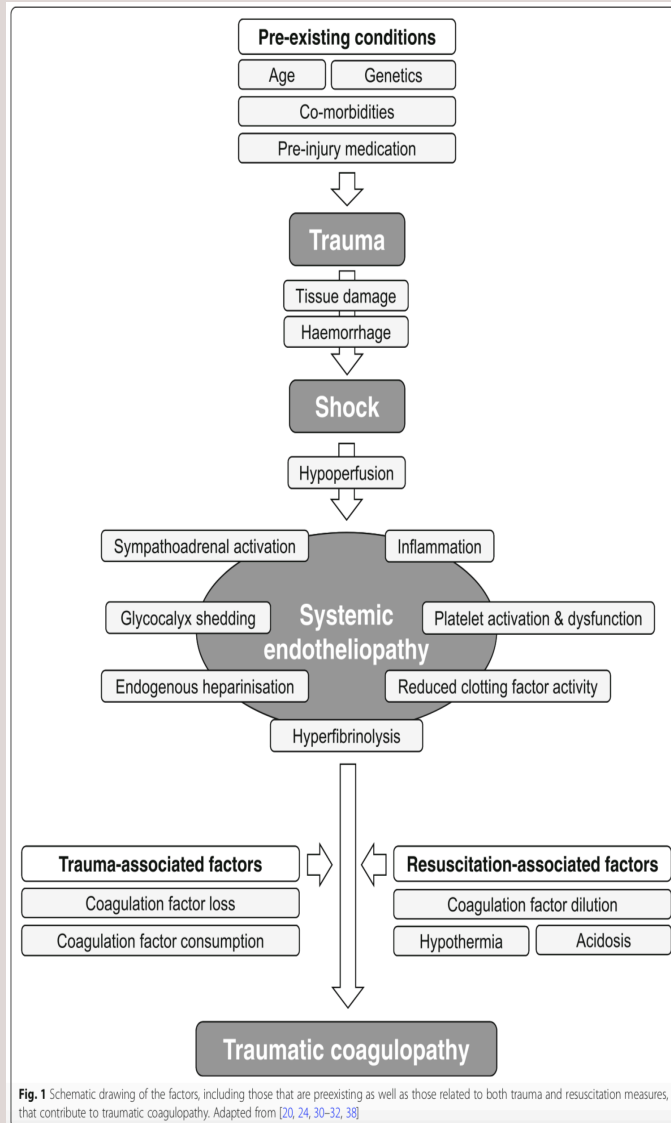 Pre-existing conditions
Age
Genetics
Co-morbidities
Pre-injury medication
Trauma
Tissue damage
Haemorrhage
Shock
Hypoperfusion
Sympathoadrenal activation
Inflammation
Glycocalyx shedding
Systemic
endotheliopathy
Platelet activation & dysfunction
Endogenous heparinisation
Reduced clotting factor activity
Hyperfibrinolysis
Trauma-associated factors
Coagulation factor loss
Coagulation factor consumption
Resuscitation-associated factors
Coagulation factor dilution
Hypothermia
Acidosis
Traumatic coagulopathy
Fig. 1 Schematic drawing of the factors, including those that are preexisting as well as those related to both trauma and resuscitation measures,
that contribute to traumatic coagulopathy. Adapted from [20, 24, 30–32, 38]